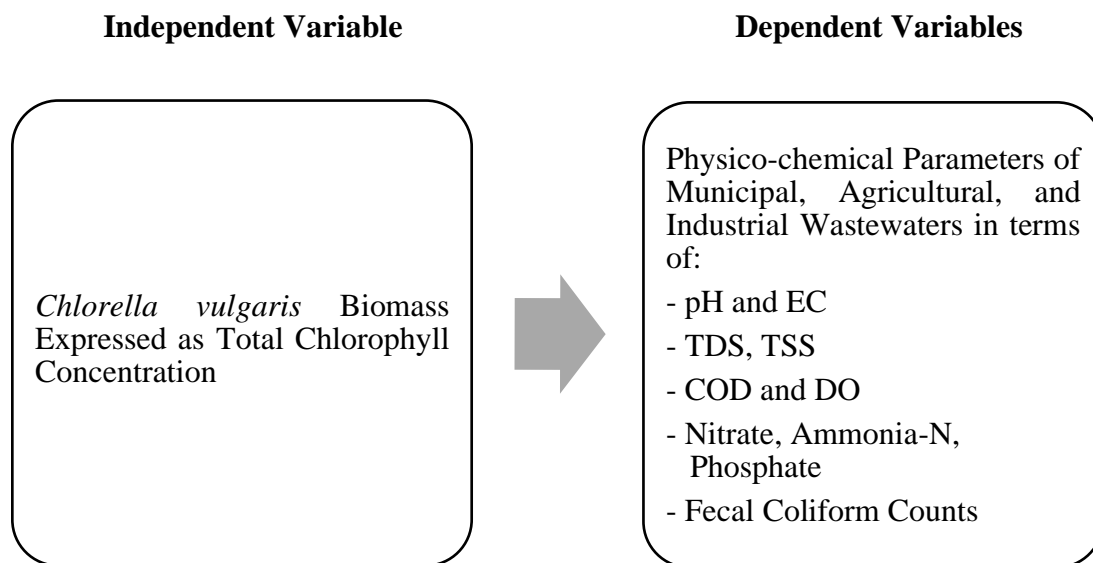 Independent Variable
Dependent Variables
Chlorella vulgaris Biomass
Expressed as Total Chlorophyll
Concentration
Physico-chemical Parameters of
Municipal, Agricultural, and
Industrial Wastewaters in terms
of:
- pH and EC
- TDS, TSS
- COD and DO
- Nitrate, Ammonia-N,
Phosphate
- Fecal Coliform Counts